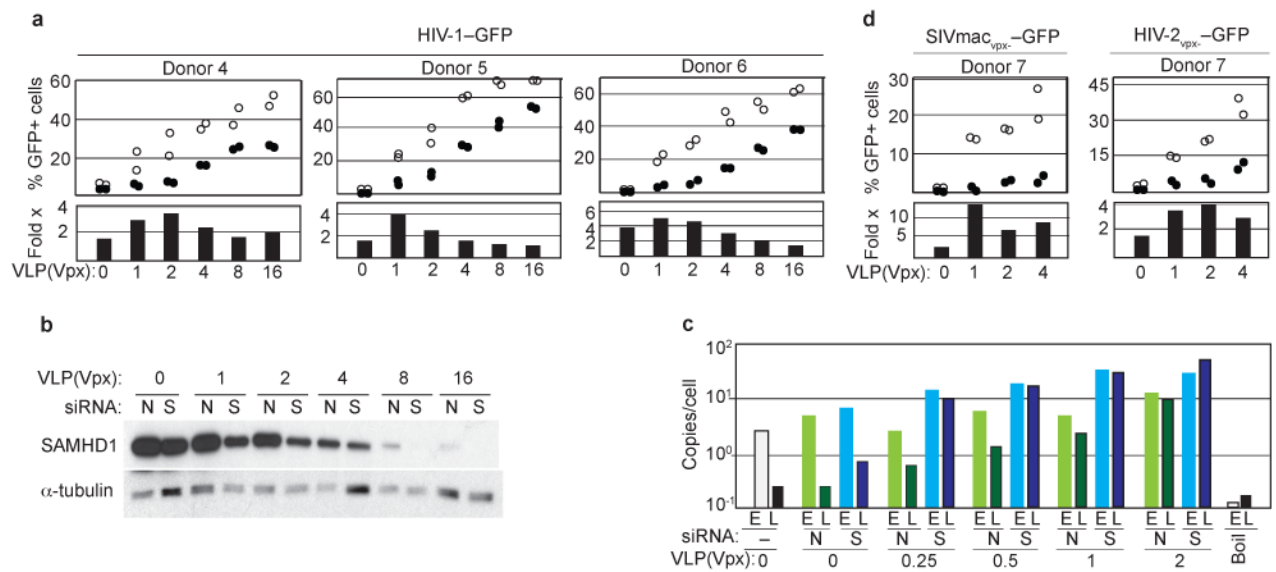 a
HIV-1–GFP
Donor 4 Donor 5 Donor 6
% GFP+ cells
60
40
20
60
40
20
60
40
20
Fold x
4
2
4
2
6
4
2
VLP(Vpx): 0 1 2 4 8 16 0 1 2 4 8 16 0 1 2 4 8 16
d
SIVmacvpx-–GFP HIV-2vpx-–GFP
Donor 7 Donor 7
% GFP+ cells
30
20
10
0
45
30
15
Fold x
10
5
4
2
VLP(Vpx): 0 1 2 4 0 1 2 4
b
VLP(Vpx): 0 1 2 4 8 16
siRNA: N S N S N S N S N S N S
SAMHD1
α-tubulin
c
Copies/cell
10²
10¹
10⁰
10⁻¹
E L E L E L E L E L E L E L E L E L E L E L E L
siRNA: – N S N S N S N S N S Boil
VLP(Vpx): 0 0 0.25 0.5 1 2